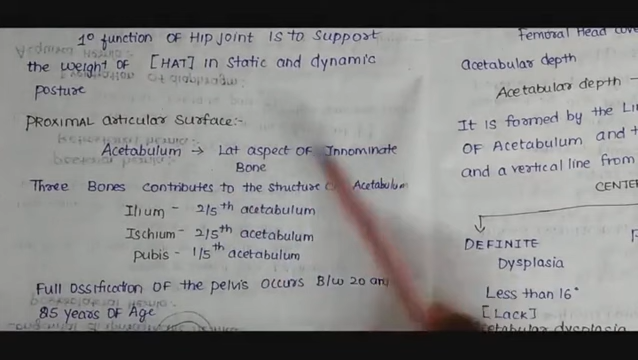 1° function OF Hip Joint Is to Support
the weight OF [HAT] in Static and dynamic
posture
PROXIMAL articular Surface:-
Acetabulum → Lat aspect OF Innominate
Bone
Three Bones contributes to the structure Acetabulum
Ilium - 2/5th acetabulum
Ischium - 2/5th acetabulum
pubis - 1/5th acetabulum
Full Ossification OF the pelvis occurs B/w 20 an
25 years OF Age
Femoral Head
acetabular depth
Acetabular depth -
It is formed by the
OF Acetabulum and
and a vertical line from
CENTE
DEFINITE
Dysplasia
Less than 16°
[Lack]
acetabular dysplasia